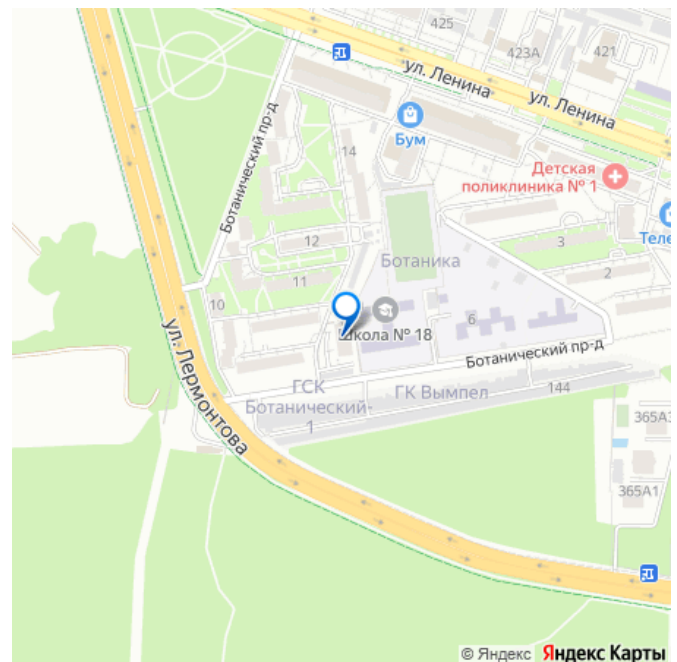 425
423А
421
ул. Ленина
ул. Ленина
Бум
Детская
поликлиника № 1
Теле
Ботанический пр-д
14
12
11
10
3
2
Ботаника
6
Школа № 18
Ботанический пр-д
ул. Лермонтова
ГСК
Ботанический-
1
ГК Вымпел
144
365А3
365А1
© Яндекс Яндекс Карты